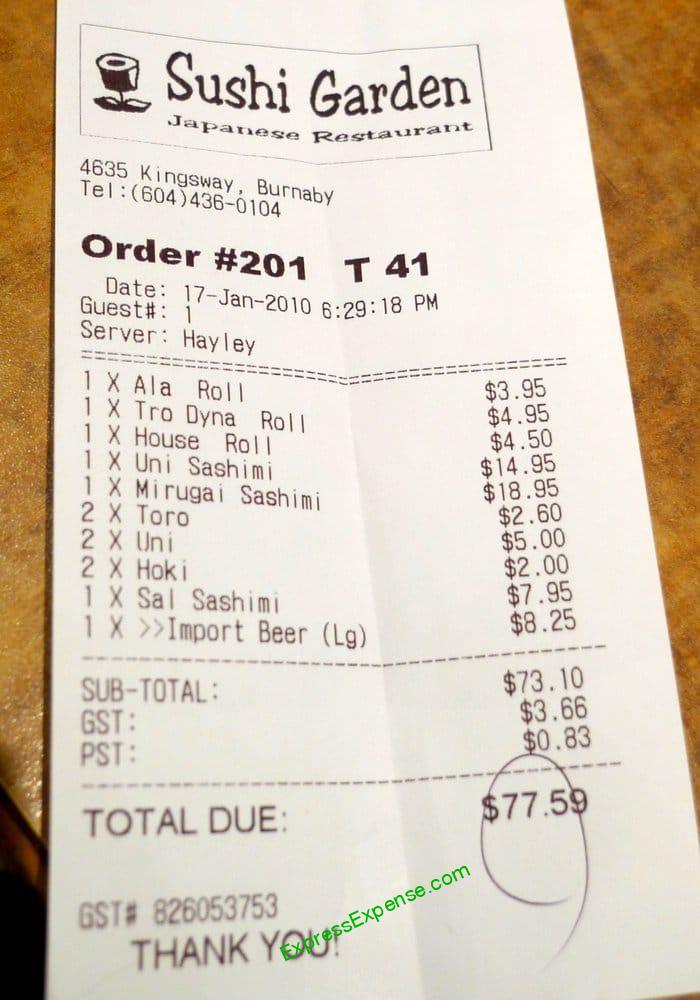 Sushi Garden
Japanese Restaurant
4635 Kingsway, Burnaby
Tel:(604)436-0104
Order #201 T 41
Date: 17-Jan-2010 6:29:18 PM
Guest#: 1
Server: Hayley
1 X Ala Roll $3.95
1 X Tro Dyna Roll $4.95
1 X House Roll $4.50
1 X Uni Sashimi $14.95
1 X Mirugai Sashimi $18.95
2 X Toro $2.60
2 X Uni $5.00
2 X Hoki $2.00
1 X Sal Sashimi $7.95
1 X >>Import Beer (Lg) $8.25
SUB-TOTAL: $73.10
GST: $3.66
PST: $0.83
TOTAL DUE: $77.59
GST# 826053753
THANK YOU!
ExpressExpense.com